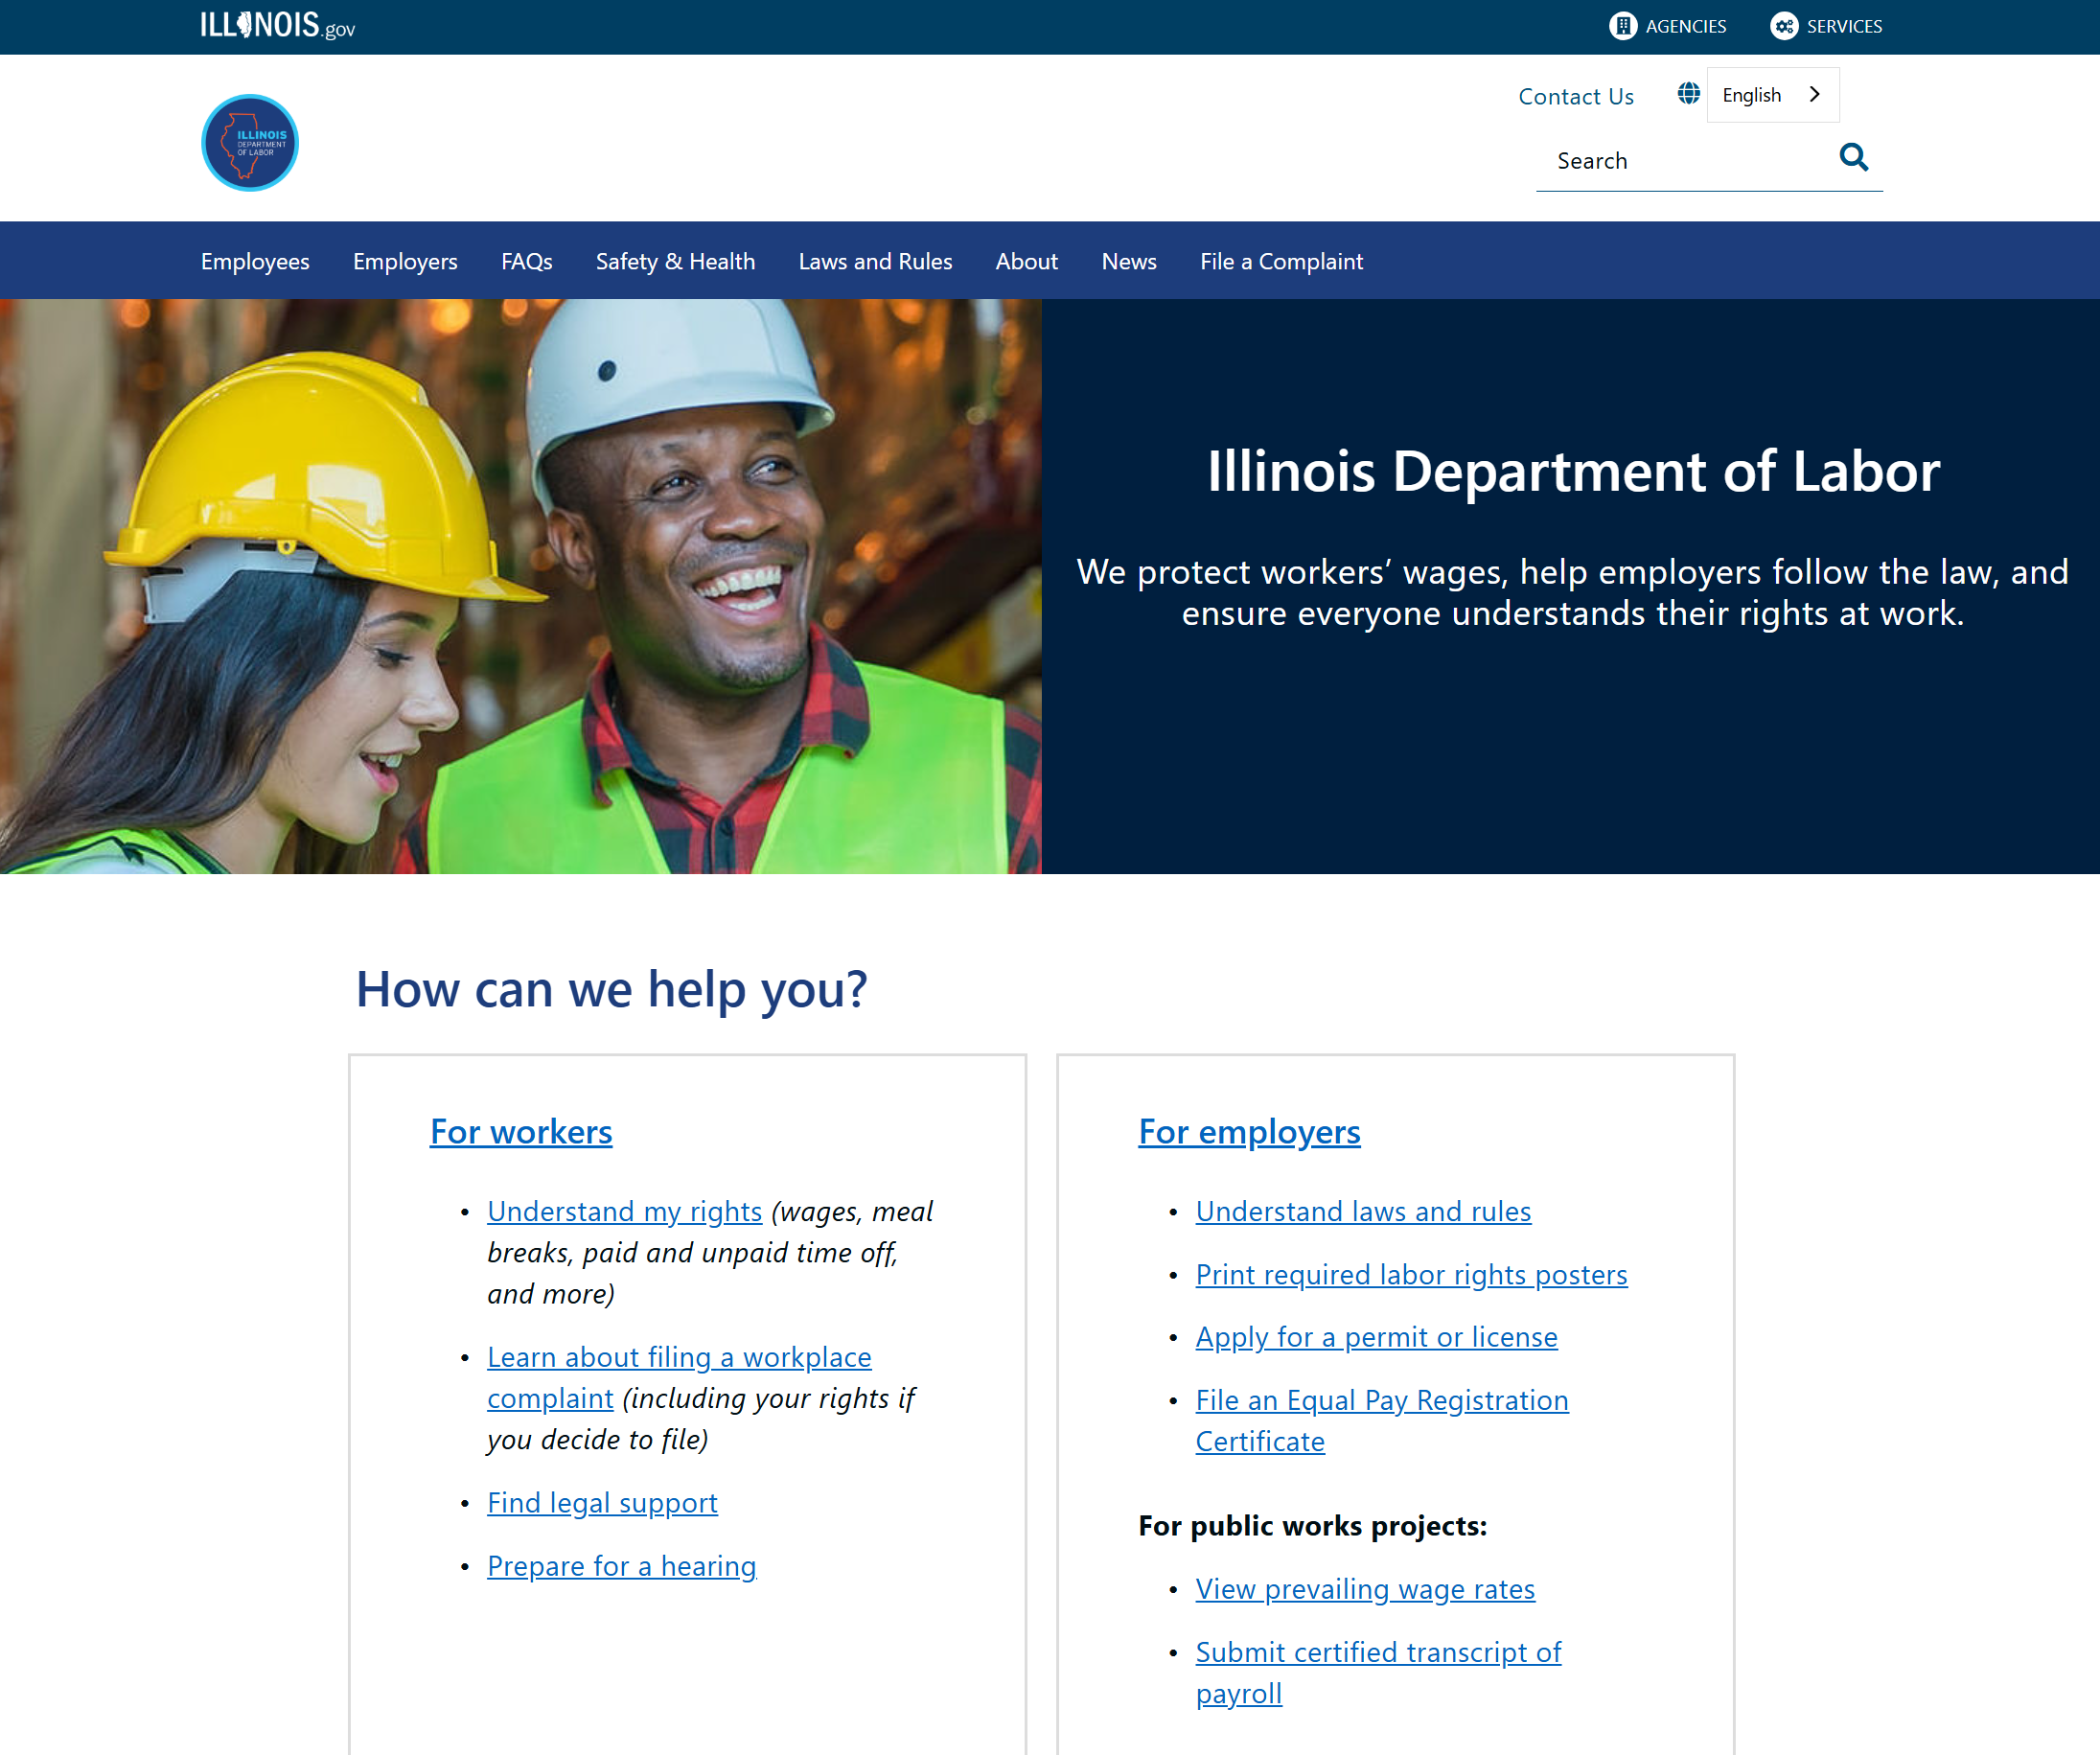 ILLINOIS.gov
AGENCIES
SERVICES
Contact Us
English
ILLINOIS
DEPARTMENT
OF LABOR
Search
Employees
Employers
FAQs
Safety & Health
Laws and Rules
About
News
File a Complaint
Illinois Department of Labor
We protect workers’ wages, help employers follow the law, and
ensure everyone understands their rights at work.
How can we help you?
For workers
• Understand my rights (wages, meal
breaks, paid and unpaid time off,
and more)
• Learn about filing a workplace
complaint (including your rights if
you decide to file)
• Find legal support
• Prepare for a hearing
For employers
• Understand laws and rules
• Print required labor rights posters
• Apply for a permit or license
• File an Equal Pay Registration
Certificate
For public works projects:
• View prevailing wage rates
• Submit certified transcript of
payroll